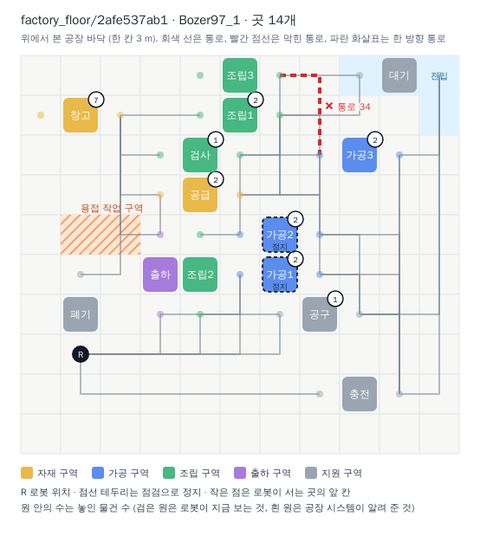 factory_floor/2afe537ab1 · Bozer97_1 · 곳 14개
위에서 본 공장 바닥 (한 칸 3 m). 회색 선은 통로, 빨간 점선은 막힌 통로, 파란 화살표는 한 방향 통로
조립3
대기
진입
7
창고
2
조립1
✕ 통로 34
1
검사
2
가공3
2
공급
용접 작업 구역
2
가공2
정지
출하
조립2
2
가공1
정지
폐기
1
공구
R
충전
자재 구역
가공 구역
조립 구역
출하 구역
지원 구역
R 로봇 위치 · 점선 테두리는 점검으로 정지 · 작은 점은 로봇이 서는 곳의 앞 칸
원 안의 수는 놓인 물건 수 (검은 원은 로봇이 지금 보는 것, 흰 원은 공장 시스템이 알려 준 것)